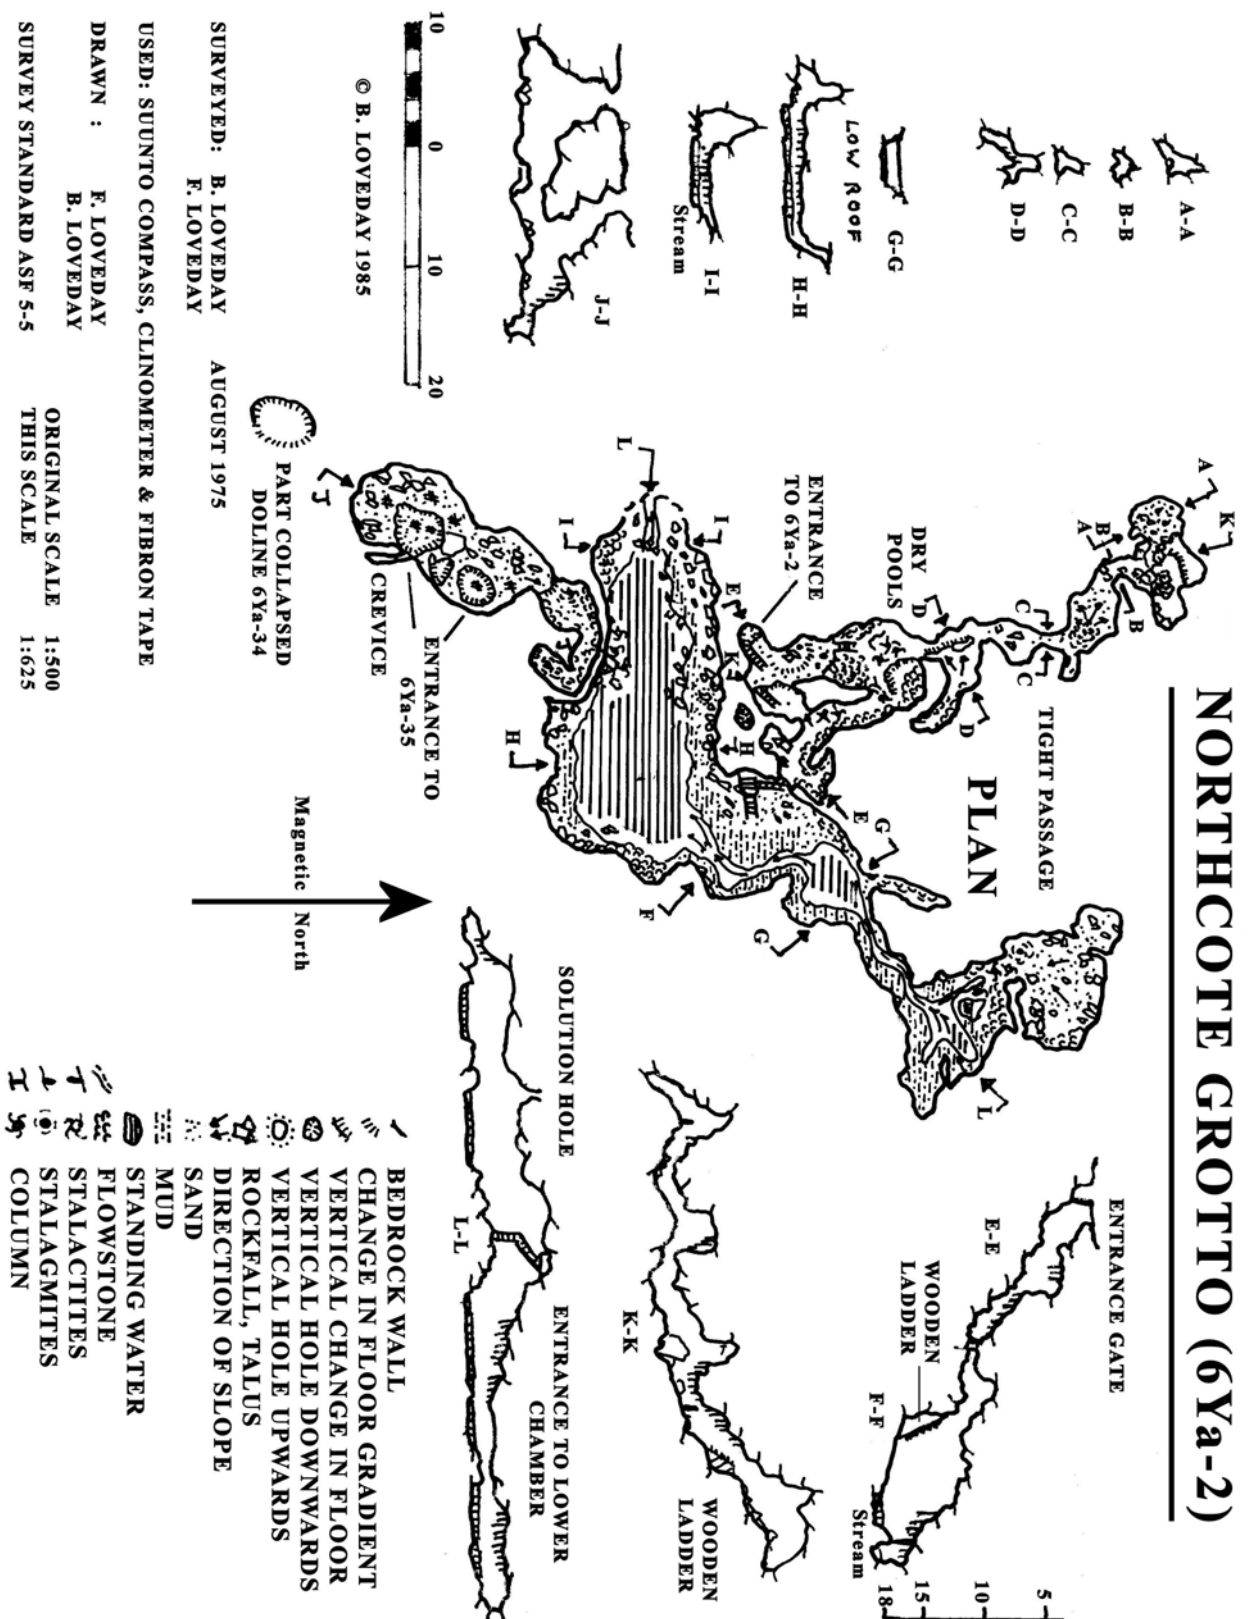 NORTHCOTE GROTTO (6Ya-2)
PLAN
A-A
B-B
C-C
D-D
G-G
LOW ROOF
H-H
I-I
Stream
J-J
10 0 10 20
© B. LOVEDAY 1985
SURVEYED: B. LOVEDAY AUGUST 1975
F. LOVEDAY
USED: SUUNTO COMPASS, CLINOMETER & FIBRON TAPE
DRAWN : F. LOVEDAY
B. LOVEDAY
ORIGINAL SCALE 1:500
SURVEY STANDARD ASF 5-5 THIS SCALE 1:625
A
K
B
A
B
C
C
TIGHT PASSAGE
DRY
POOLS
D
D
ENTRANCE
TO 6Ya-2
E
K
E
G
G
H
H
F
I
I
L
L
J
CREVICE
ENTRANCE TO
6Ya-35
PART COLLAPSED
DOLINE 6Ya-34
Magnetic North
ENTRANCE GATE
E-E
WOODEN
LADDER
F-F
Stream
5
10
15
18
K-K
WOODEN
LADDER
SOLUTION HOLE
L-L
ENTRANCE TO LOWER
CHAMBER
BEDROCK WALL
CHANGE IN FLOOR GRADIENT
VERTICAL CHANGE IN FLOOR
VERTICAL HOLE DOWNWARDS
VERTICAL HOLE UPWARDS
ROCKFALL, TALUS
DIRECTION OF SLOPE
SAND
MUD
STANDING WATER
FLOWSTONE
STALACTITES
STALAGMITES
COLUMN